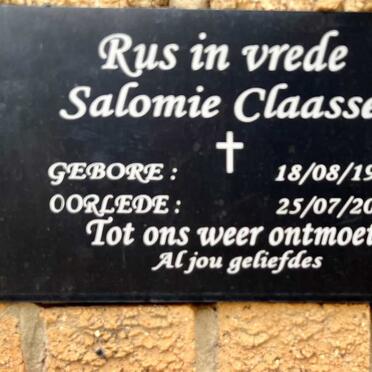 Rus in vrede
Salomie Claasse
GEBORE : 18/08/19
OORLEDE : 25/07/20
Tot ons weer ontmoet
Al jou geliefdes